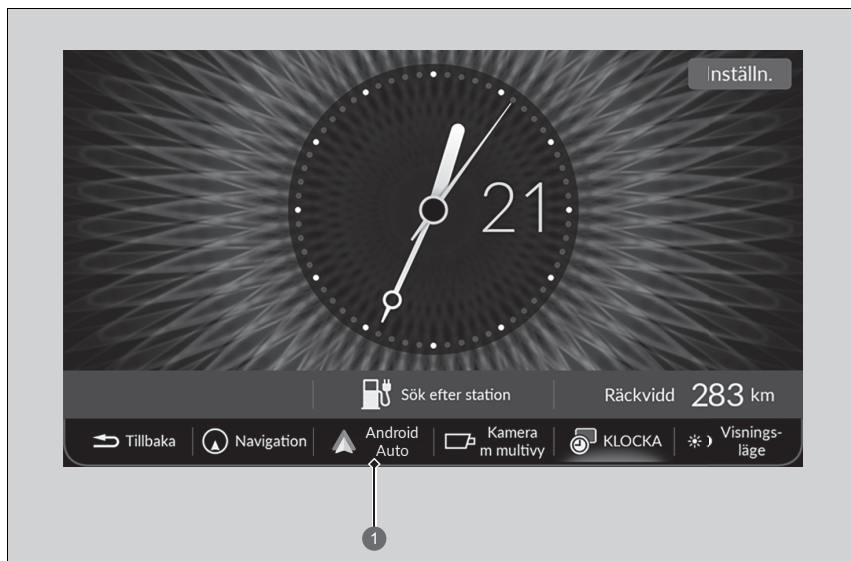 Inställn.
21
Sök efter station
Räckvidd 283 km
Tillbaka
Navigation
Android
Auto
Kamera
m multivy
KLOCKA
Visnings-
läge
1